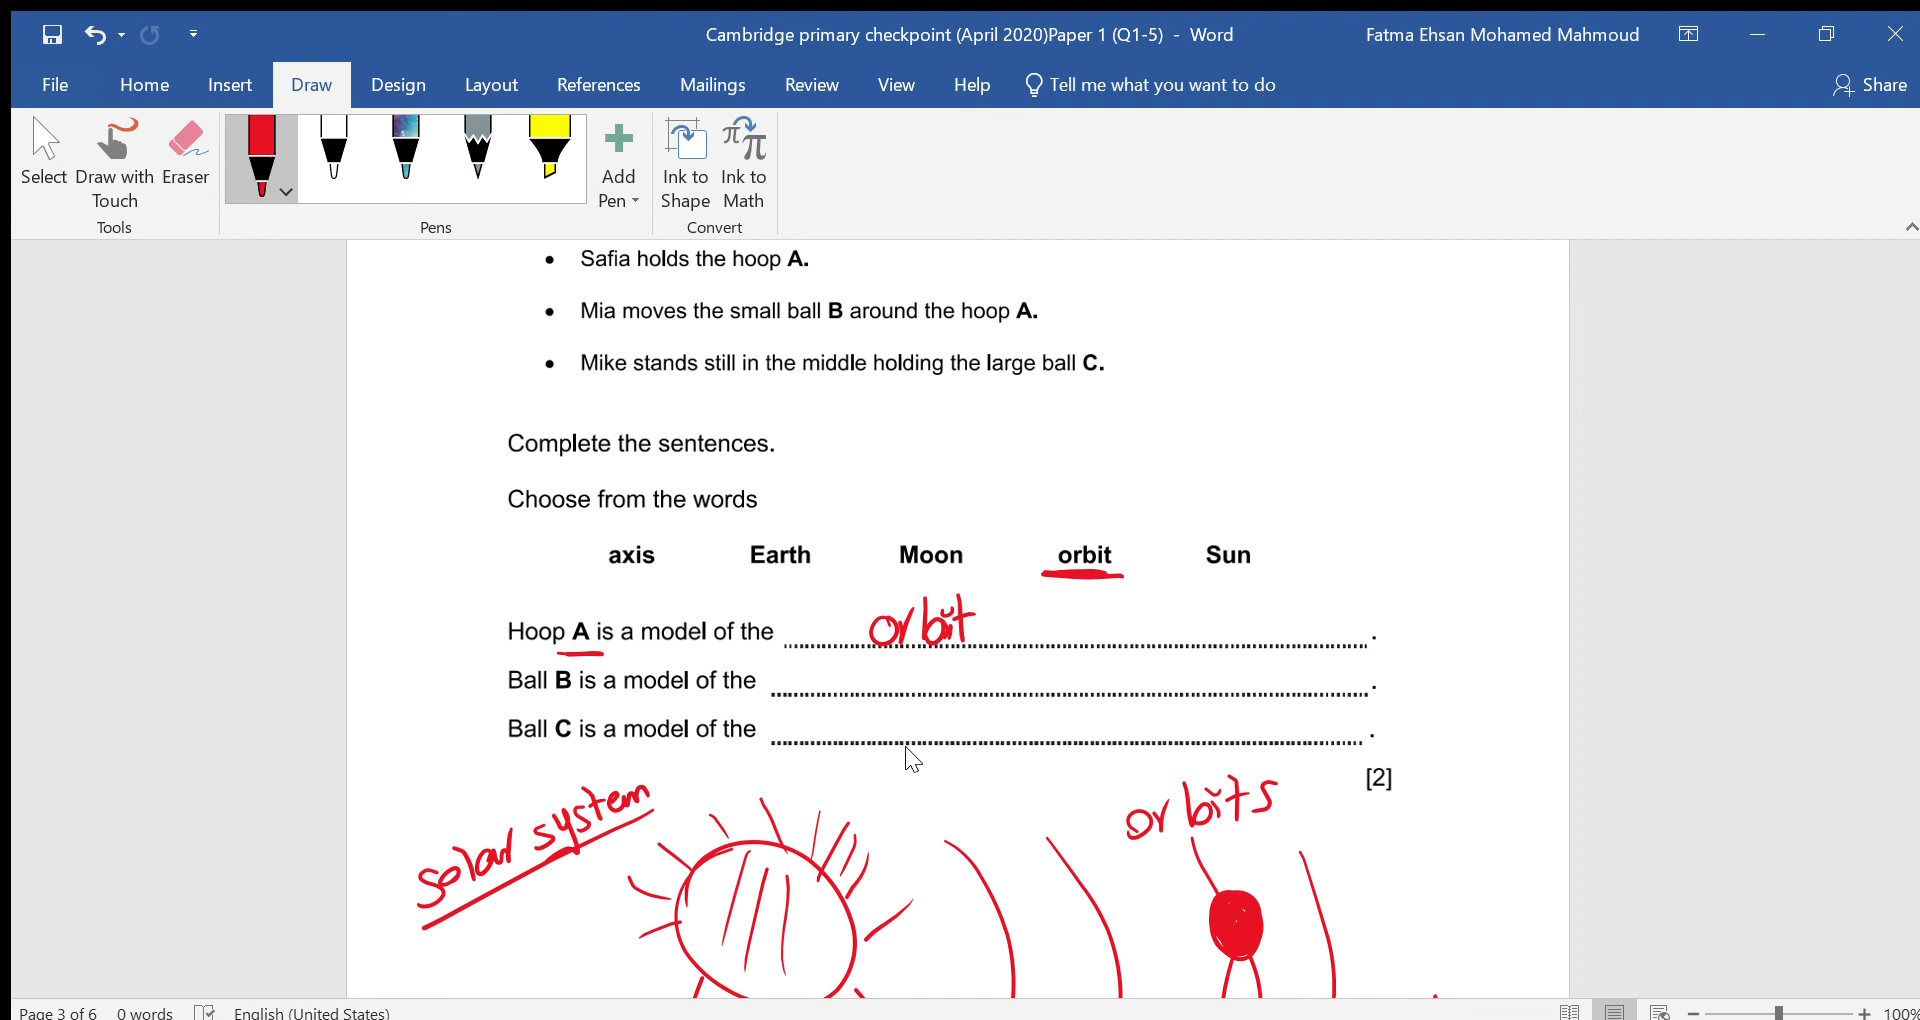 Cambridge primary checkpoint (April 2020)Paper 1 (Q1-5) - Word
Fatma Ehsan Mohamed Mahmoud
File Home Insert Draw Design Layout References Mailings Review View Help Tell me what you want to do Share
Select
Draw with Touch
Eraser
Add Pen
Ink to Shape
Ink to Math
Tools Pens Convert
• Safia holds the hoop A.
• Mia moves the small ball B around the hoop A.
• Mike stands still in the middle holding the large ball C.
Complete the sentences.
Choose from the words
axis Earth Moon orbit Sun
Hoop A is a model of the orbit .
Ball B is a model of the .
Ball C is a model of the .
[2]
solar system
orbits
Page 3 of 6 0 words English (United States) 100%